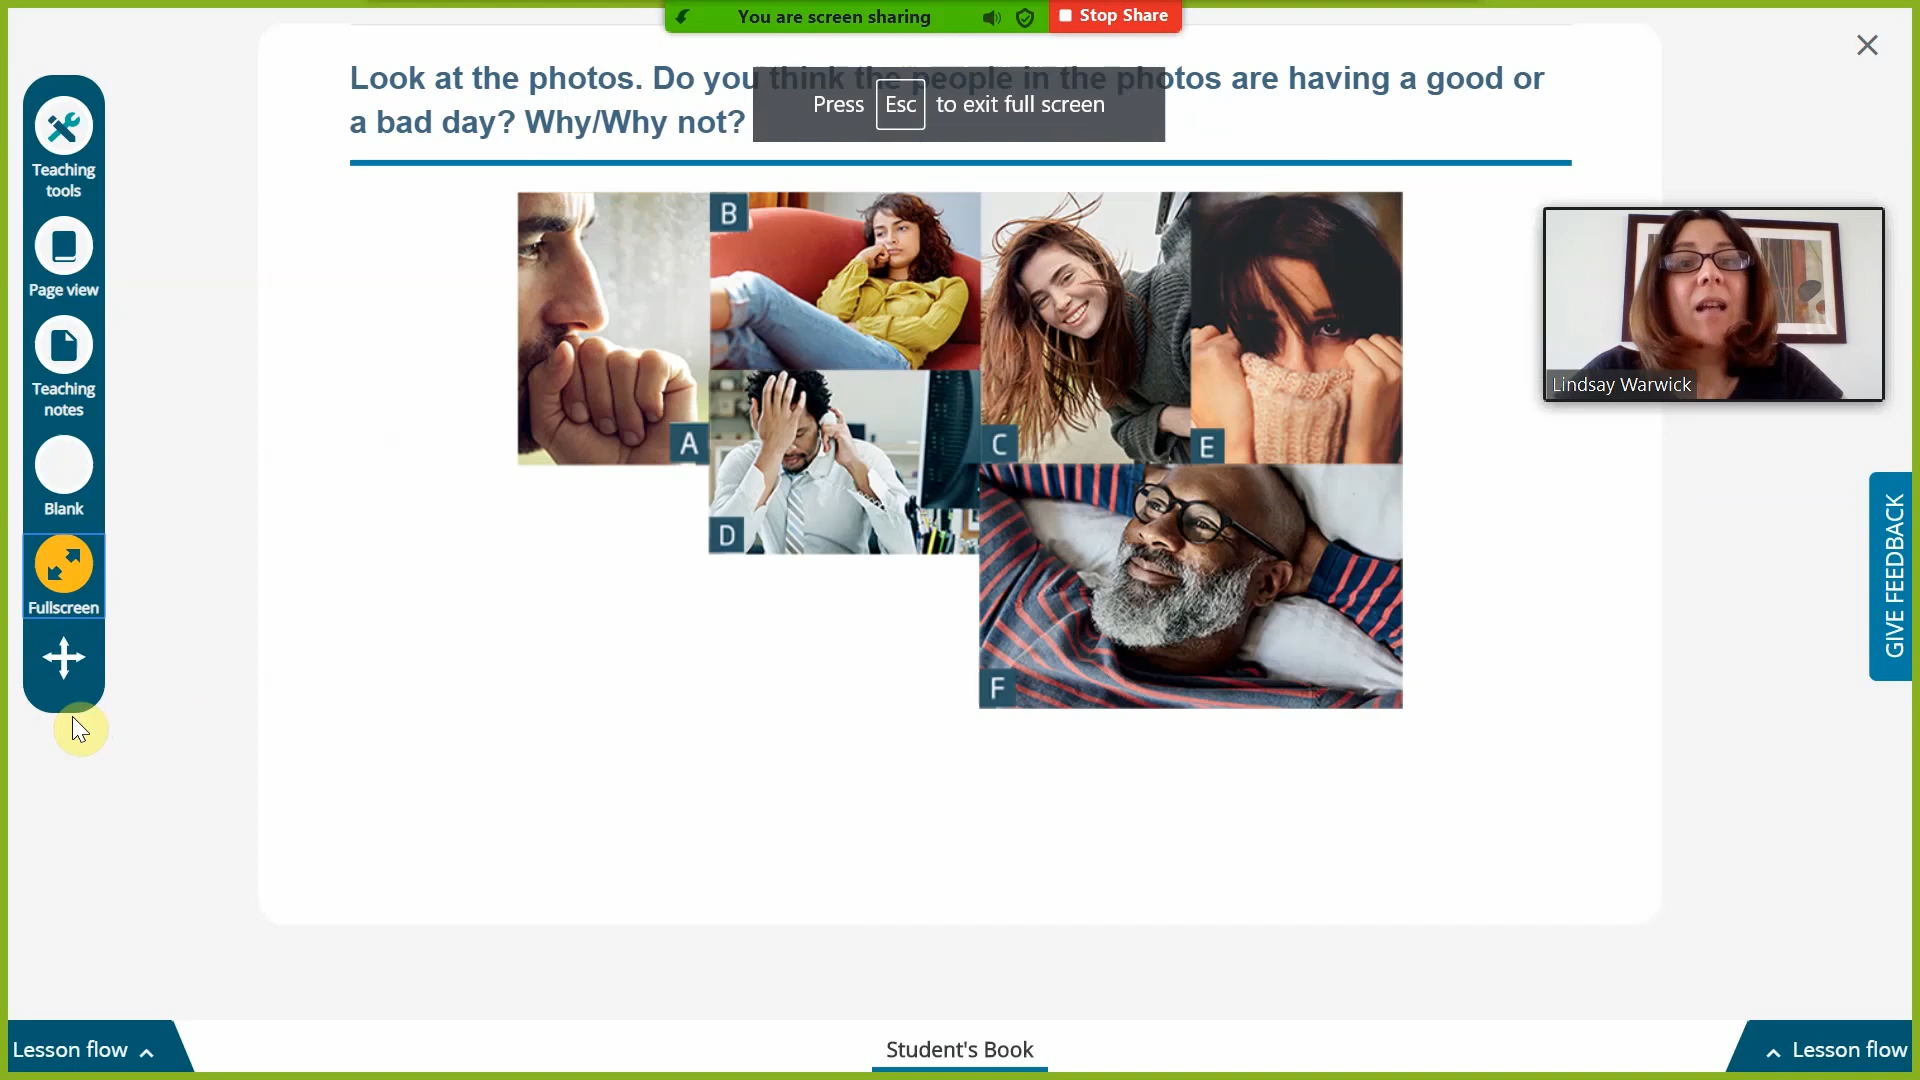 You are screen sharing
Stop Share
Look at the photos. Do you think the people in the photos are having a good or
a bad day? Why/Why not?
Press Esc to exit full screen
Teaching
tools
Page view
Teaching
notes
Blank
Fullscreen
B
A
C
E
D
F
Lindsay Warwick
GIVE FEEDBACK
Lesson flow
Student's Book
Lesson flow